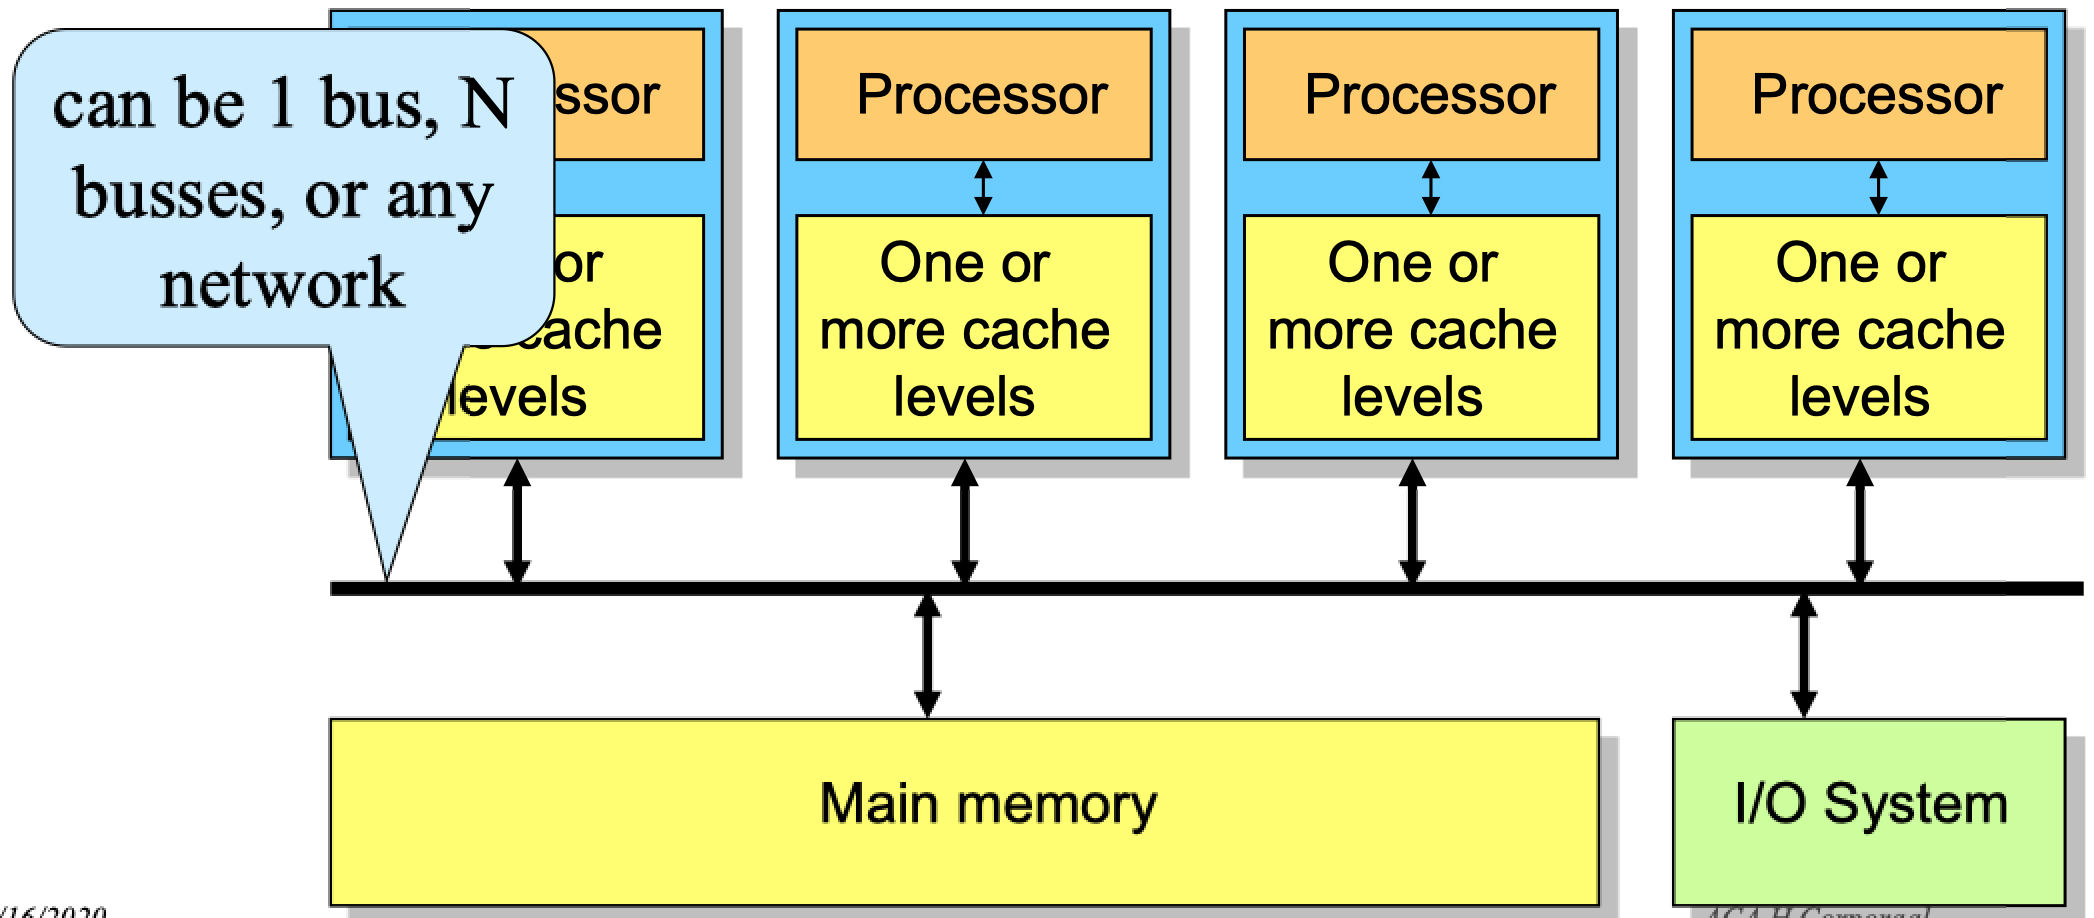 can be 1 bus, N
busses, or any
network
ssor
or
cache
levels
Processor
One or
more cache
levels
Processor
One or
more cache
levels
Processor
One or
more cache
levels
Main memory
I/O System
/16/2020
ACA H.Corporaal